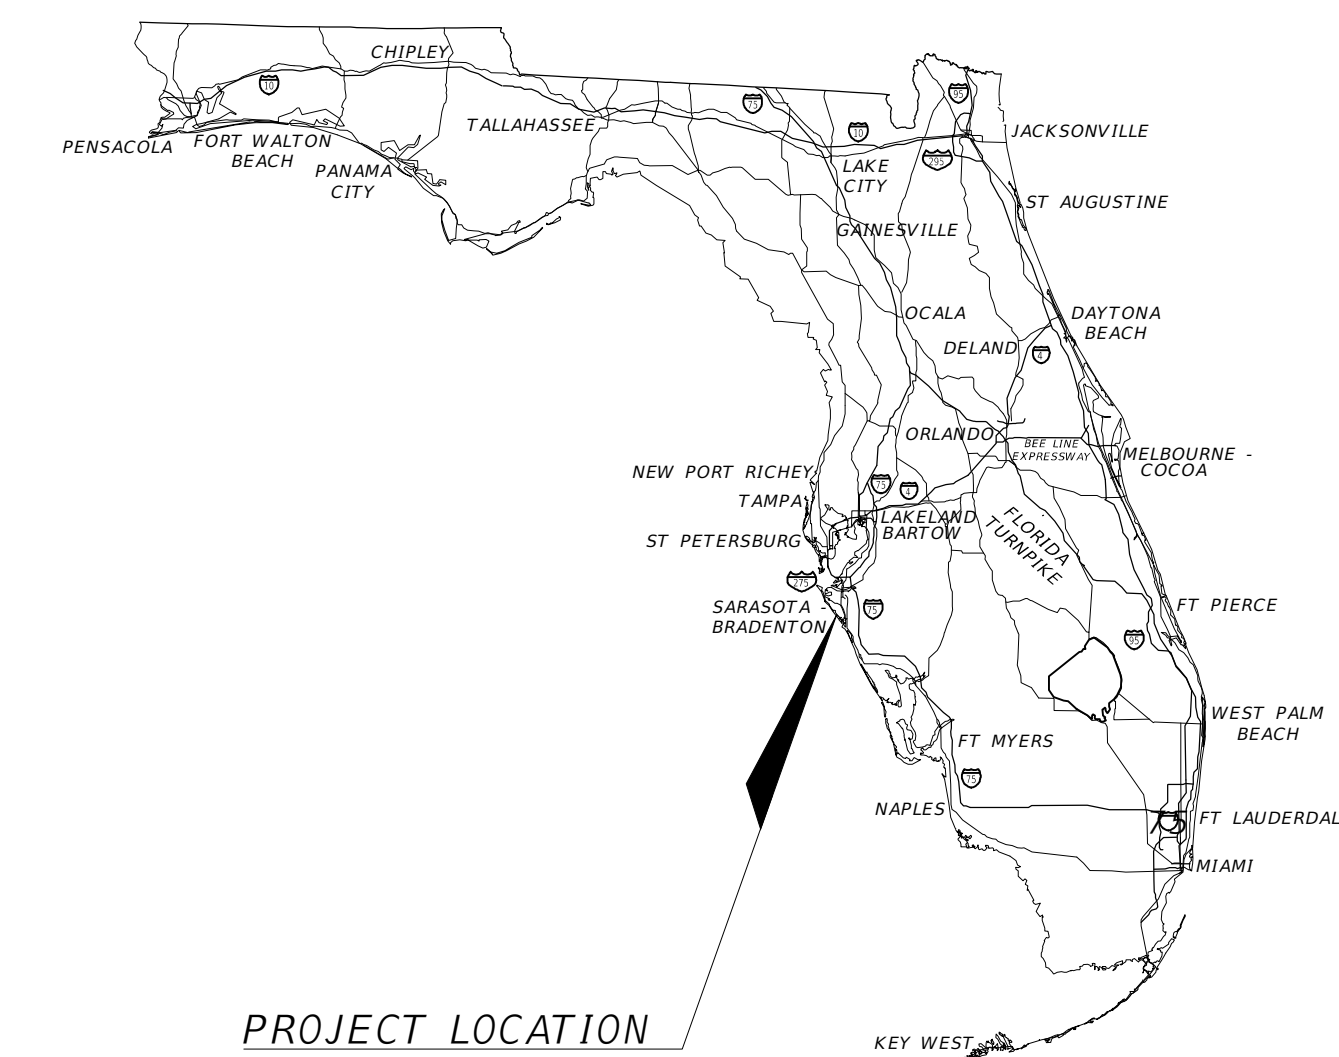 CHIPLEY
10
75
95
TALLAHASSEE
10
JACKSONVILLE
PENSACOLA
FORT WALTON
BEACH
295
PANAMA
CITY
LAKE
CITY
ST AUGUSTINE
GAINESVILLE
OCALA
DAYTONA
BEACH
DELAND
4
ORLANDO
BEE LINE
EXPRESSWAY
MELBOURNE -
COCOA
NEW PORT RICHEY
75
4
TAMPA
LAKELAND
BARTOW
FLORIDA
TURNPIKE
ST PETERSBURG
275
SARASOTA -
BRADENTON
75
FT PIERCE
95
WEST PALM
BEACH
FT MYERS
75
NAPLES
75
FT LAUDERDAL
MIAMI
PROJECT LOCATION
KEY WEST